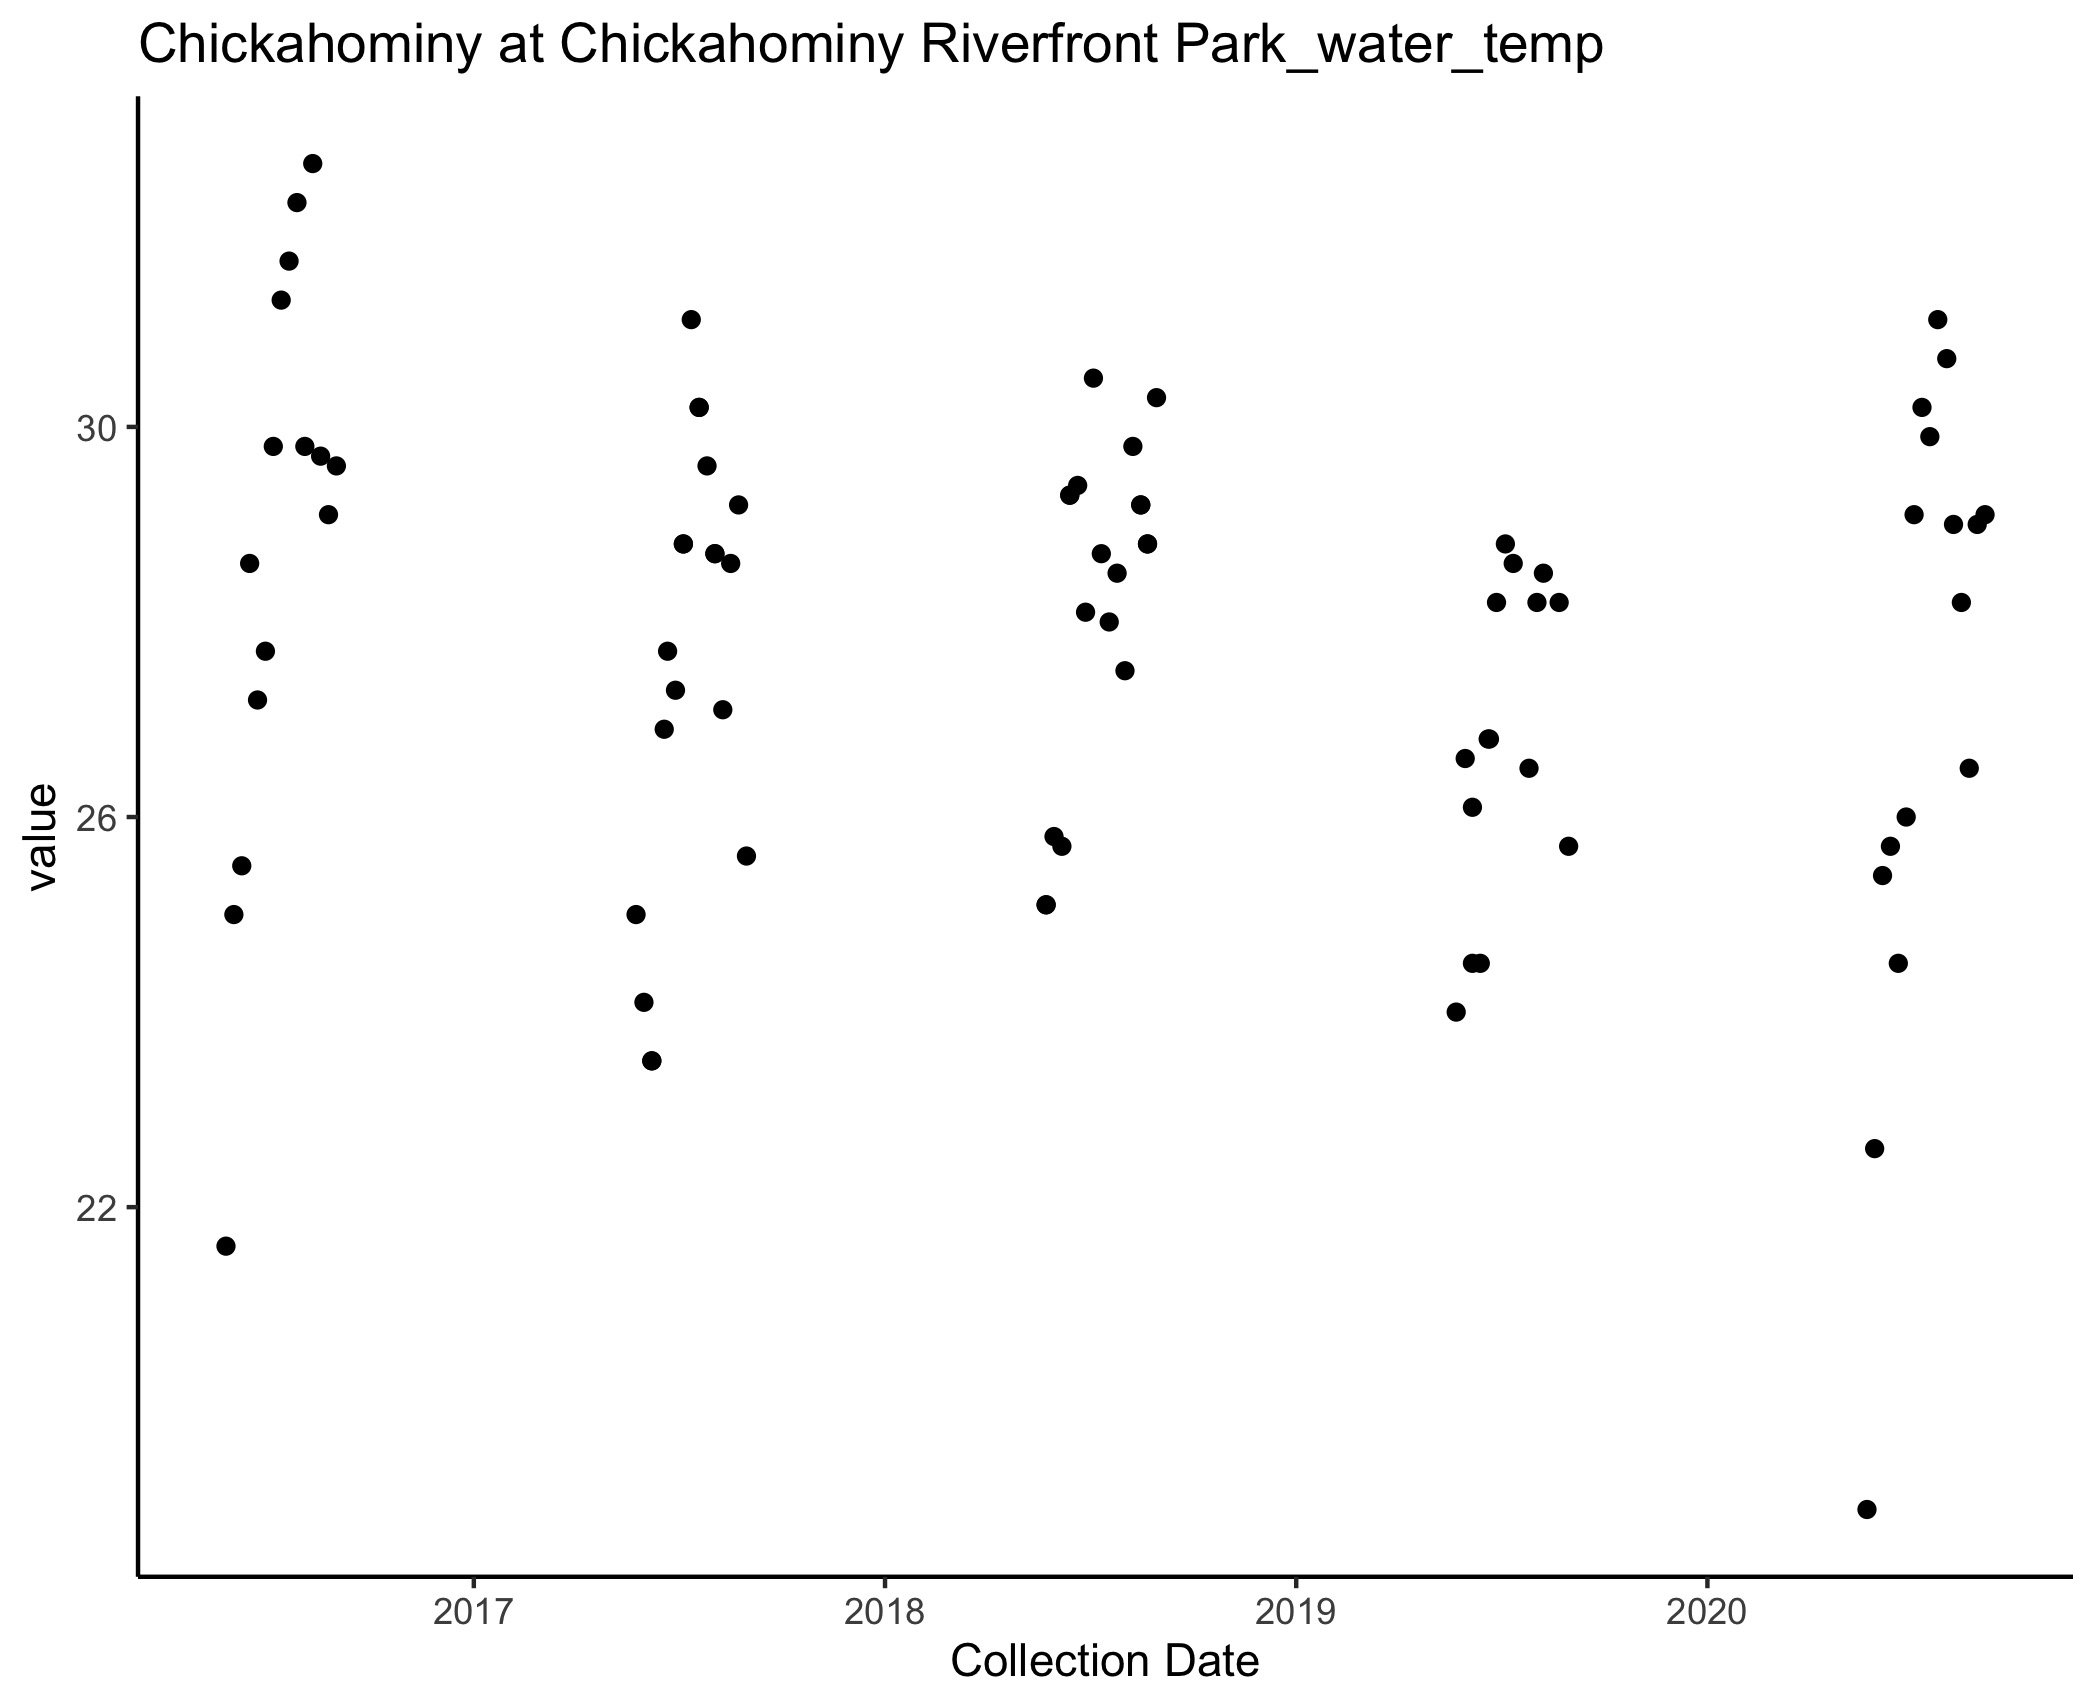 Chickahominy at Chickahominy Riverfront Park_water_temp
30
26
22
value
2017 2018 2019 2020
Collection Date